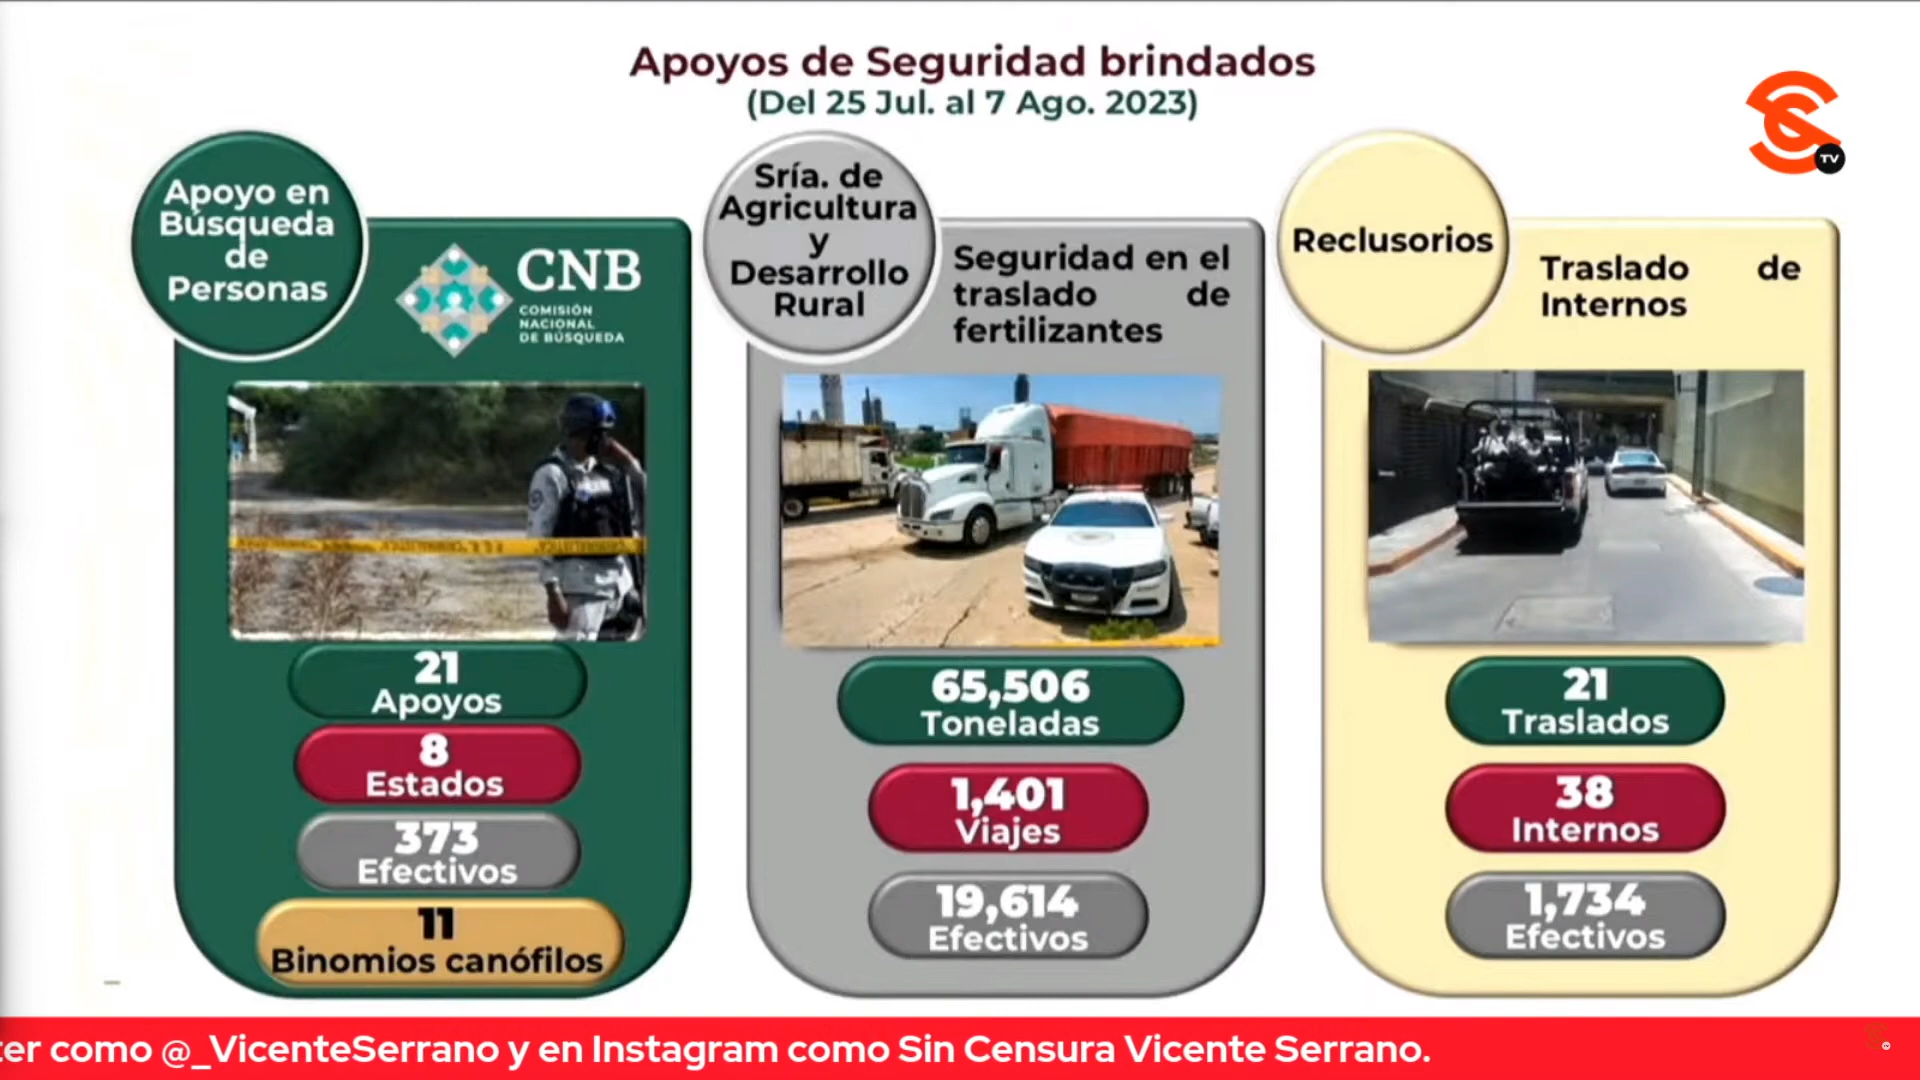 Apoyos de Seguridad brindados
(Del 25 Jul. al 7 Ago. 2023)
TV
Apoyo en
Búsqueda
de
Personas
CNB
COMISIÓN
NACIONAL
DE BÚSQUEDA
21
Apoyos
8
Estados
373
Efectivos
11
Binomios canófilos
Sría. de
Agricultura
y
Desarrollo
Rural
Seguridad en el
traslado de
fertilizantes
65,506
Toneladas
1,401
Viajes
19,614
Efectivos
Reclusorios
Traslado de
Internos
21
Traslados
38
Internos
1,734
Efectivos
ter como @_VicenteSerrano y en Instagram como Sin Censura Vicente Serrano.